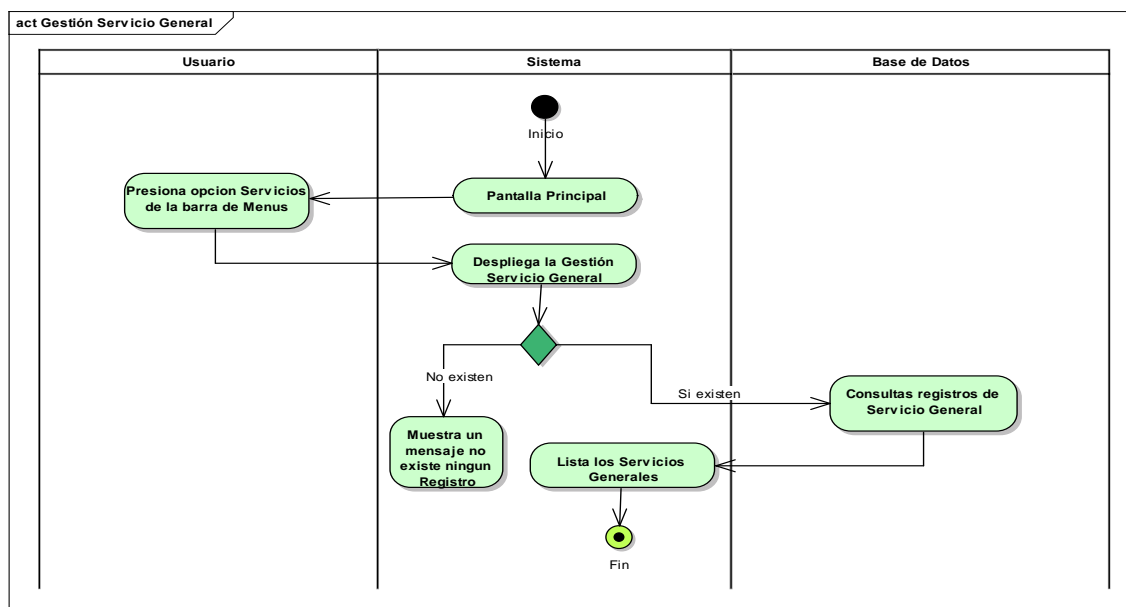 act Gestión Servicio General
Usuario
Sistema
Base de Datos
Inicio
Presiona opcion Servicios
de la barra de Menus
Pantalla Principal
Despliega la Gestión
Servicio General
No existen
Si existen
Consultas registros de
Servicio General
Muestra un
mensaje no
existe ningun
Registro
Lista los Servicios
Generales
Fin